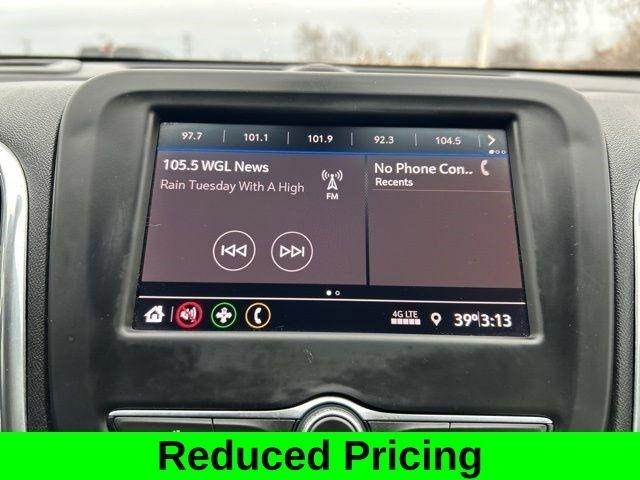 97.7 | 101.1 | 101.9 | 92.3 | 104.5 |
105.5 WGL News
Rain Tuesday With A High
FM
No Phone Con..
Recents
4G LTE
39° 3:13
Reduced Pricing